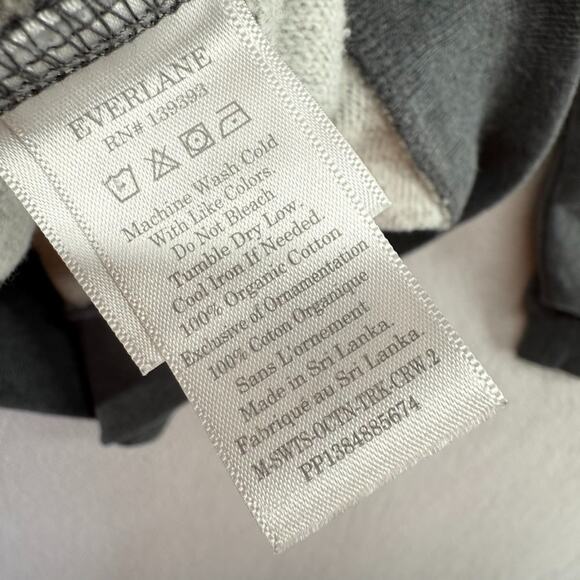 EVERLANE
RN# 139393
Machine Wash Cold
With Like Colors.
Do Not Bleach
Tumble Dry Low.
Cool Iron If Needed.
100% Organic Cotton
Exclusive of Ornamentation
100% Coton Organique
Sans L'ornement
Made in Sri Lanka.
Fabriqué au Sri Lanka.
M-SWTS-OCTN-TRK-CRW.2
PP1384885674